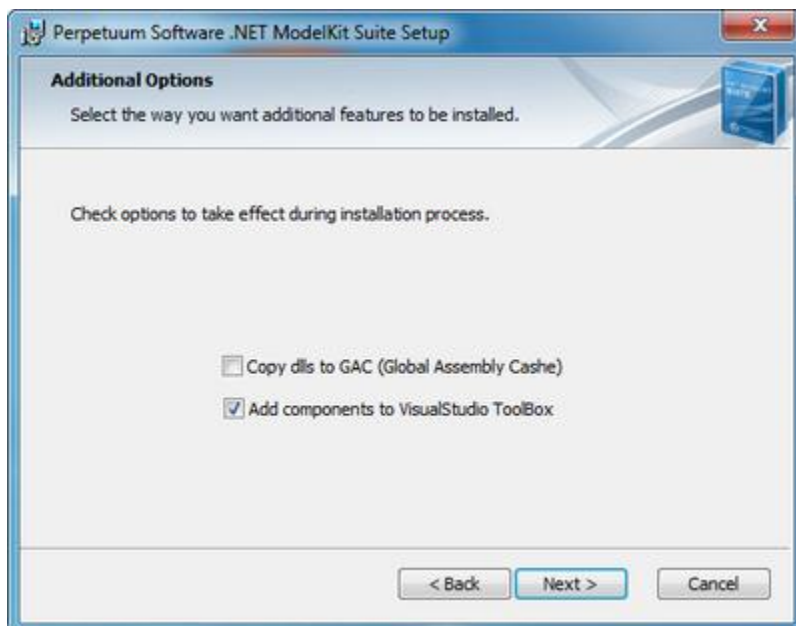 Perpetuum Software .NET ModelKit Suite Setup
Additional Options
Select the way you want additional features to be installed.
Check options to take effect during installation process.
Copy dlls to GAC (Global Assembly Cashe)
Add components to VisualStudio ToolBox
< Back
Next >
Cancel